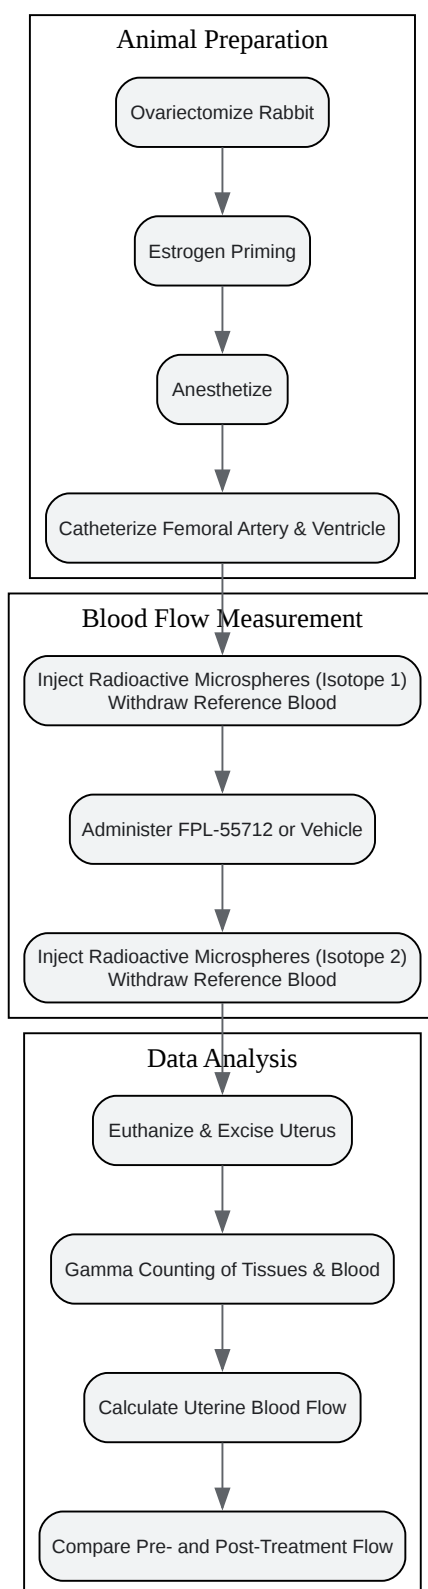 Animal Preparation
Ovariectomize Rabbit
Estrogen Priming
Anesthetize
Catheterize Femoral Artery & Ventricle
Blood Flow Measurement
Inject Radioactive Microspheres (Isotope 1)
Withdraw Reference Blood
Administer FPL-55712 or Vehicle
Inject Radioactive Microspheres (Isotope 2)
Withdraw Reference Blood
Data Analysis
Euthanize & Excise Uterus
Gamma Counting of Tissues & Blood
Calculate Uterine Blood Flow
Compare Pre- and Post-Treatment Flow